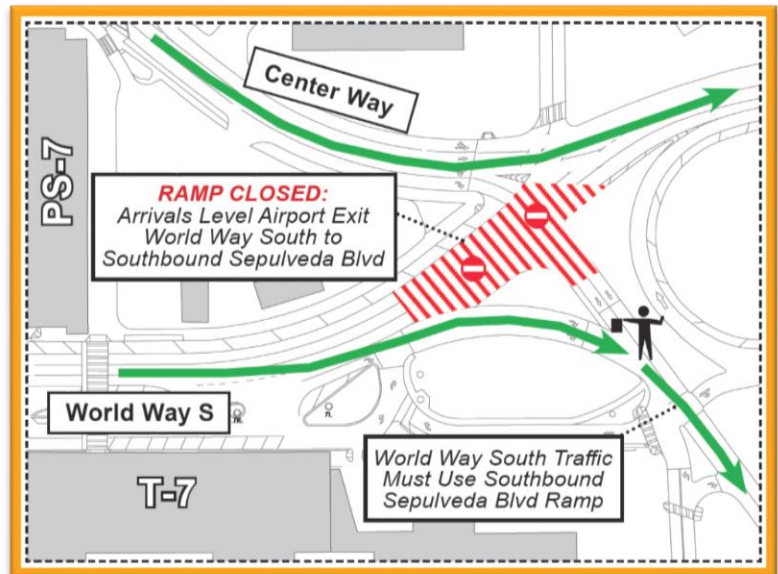 Center Way
PS-7
RAMP CLOSED:
Arrivals Level Airport Exit
World Way South to
Southbound Sepulveda Blvd
World Way S
T-7
World Way South Traffic
Must Use Southbound
Sepulveda Blvd Ramp